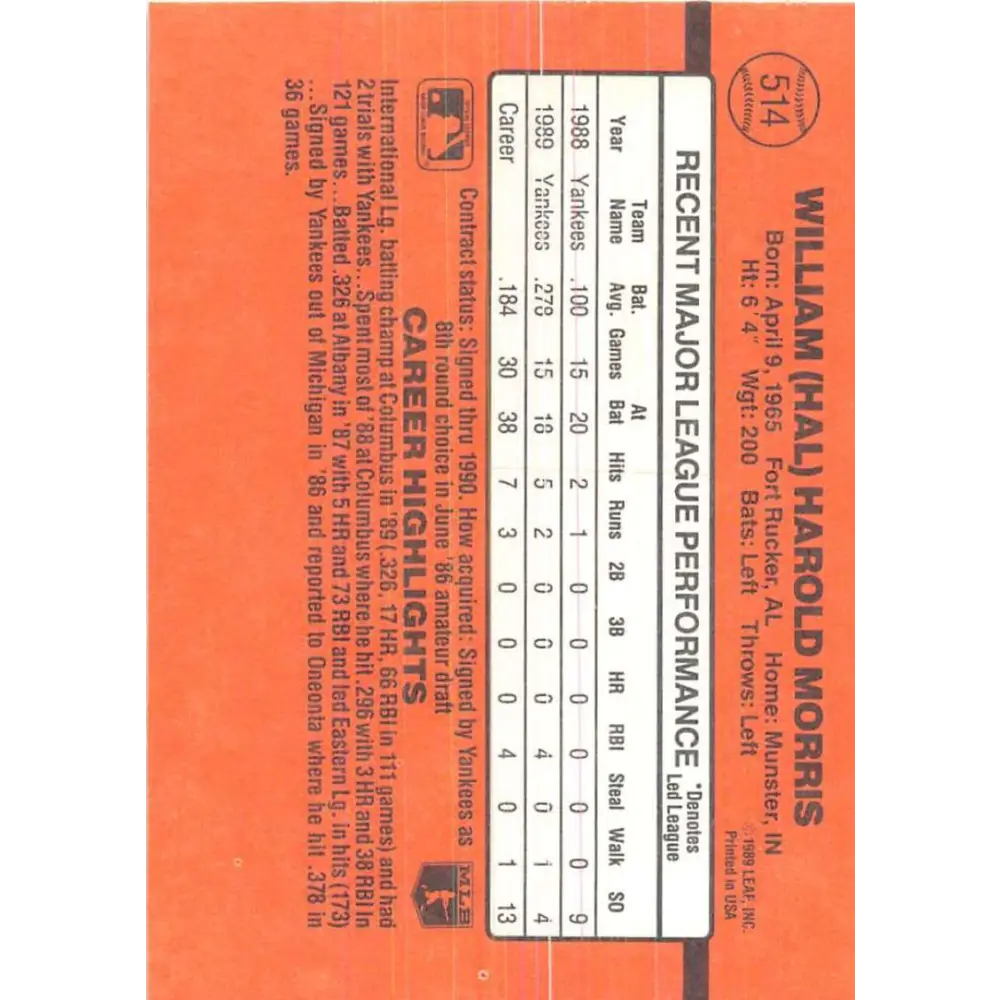 514
WILLIAM (HAL) HAROLD MORRIS
Born: April 9, 1965 Fort Rucker, AL Home: Munster, IN
Ht: 6'4" Wgt: 200 Bats: Left Throws: Left
©1989 LEAF, INC.
Printed in USA
RECENT MAJOR LEAGUE PERFORMANCE *Denotes
Led League
Team Bat. At
Year Name Avg. Games Bat Hits Runs 2B 3B HR RBI Steal Walk SO
1988 Yankees .100 15 20 2 1 0 0 0 0 0 0 9
1989 Yankees .278 15 18 5 2 0 0 0 4 0 1 4
Career .184 30 38 7 3 0 0 0 4 0 1 13
Contract status: Signed thru 1990. How acquired: Signed by Yankees as
8th round choice in June '86 amateur draft
MLB
CAREER HIGHLIGHTS
International Lg. batting champ at Columbus in '89 (.326, 17 HR, 66 RBI in 111 games) and had
2 trials with Yankees...Spent most of '88 at Columbus where he hit .296 with 3 HR and 38 RBI in
121 games...Batted .326 at Albany in '87 with 5 HR and 73 RBI and led Eastern Lg. in hits (173)
...Signed by Yankees out of Michigan in '86 and reported to Oneonta where he hit .378 in
36 games.